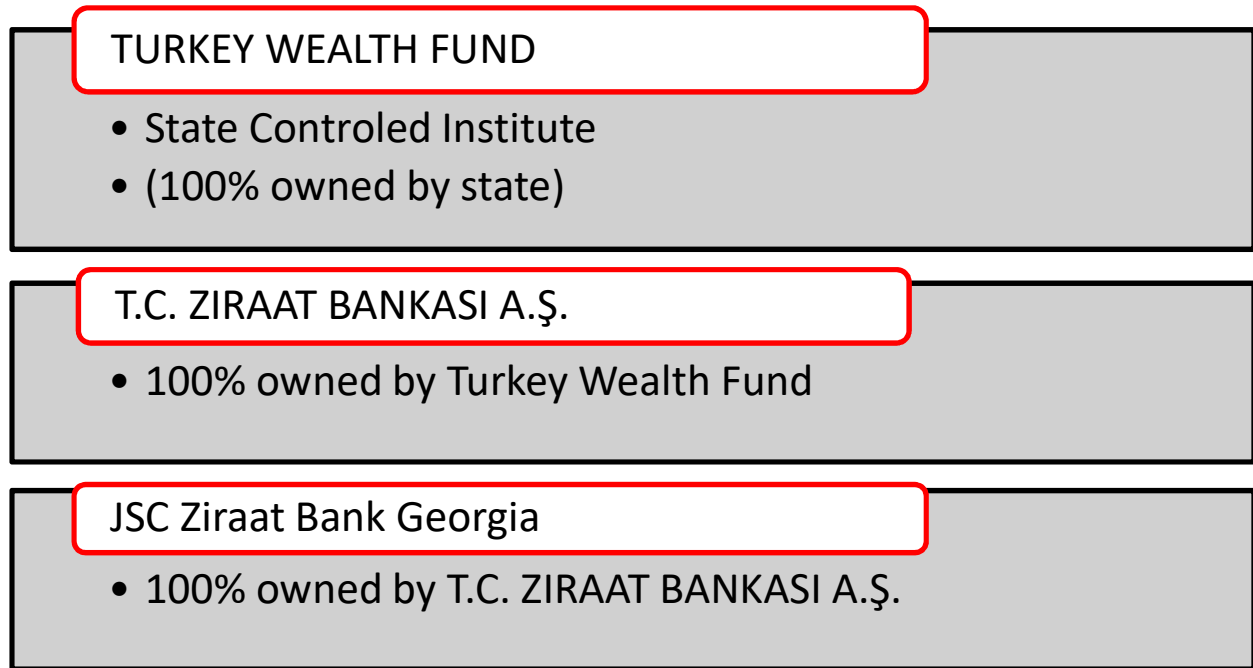 TURKEY WEALTH FUND
• State Controled Institute
• (100% owned by state)
T.C. ZIRAAT BANKASI A.Ş.
• 100% owned by Turkey Wealth Fund
JSC Ziraat Bank Georgia
• 100% owned by T.C. ZIRAAT BANKASI A.Ş.